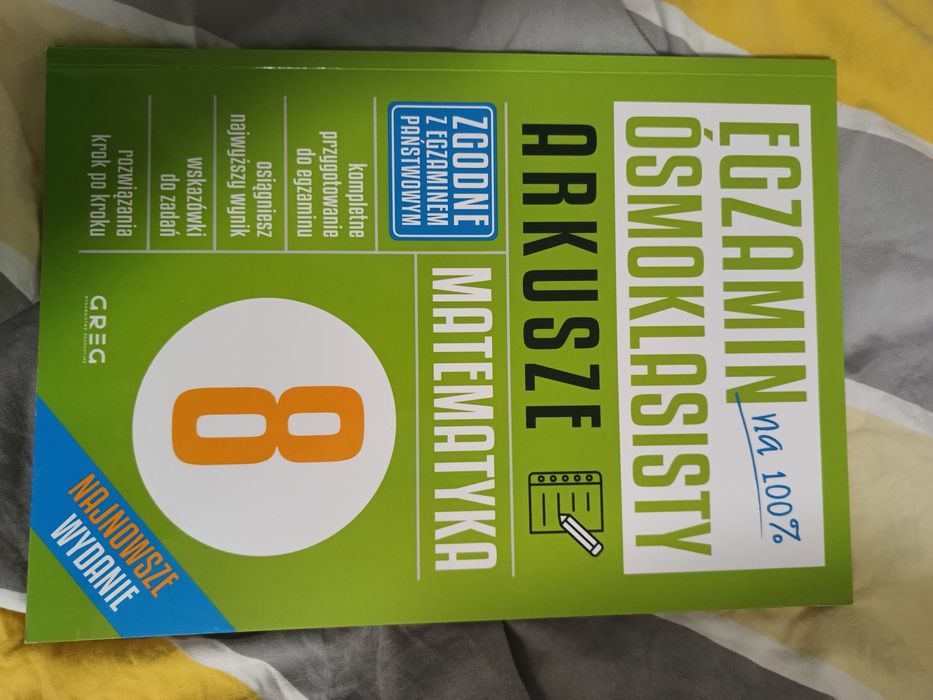 EGZAMIN
na 100%
ÓSMOKLASISTY
ARKUSZE
ZGODNE
Z EGZAMINEM
PAŃSTWOWYM
MATEMATYKA
kompletne
przygotowanie
do egzaminu
osiągniesz
najwyższy wynik
wskazówki
do zadań
rozwiązania
krok po kroku
8
GREG
NAJNOWSZE
WYDANIE